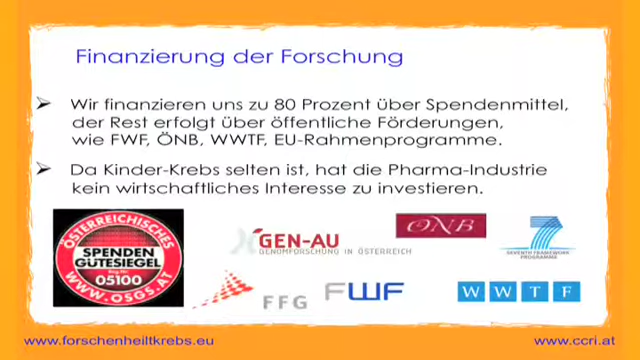 Finanzierung der Forschung
Wir finanzieren uns zu 80 Prozent über Spendenmittel,
der Rest erfolgt über öffentliche Förderungen,
wie FWF, ÖNB, WWTF, EU-Rahmenprogramme.
Da Kinder-Krebs selten ist, hat die Pharma-Industrie
kein wirtschaftliches Interesse zu investieren.
ÖSTERREICHISCHES
SPENDEN
GÜTESIEGEL
Reg.Nr.
05100
WWW.OSGS.AT
GEN-AU
GENOMFORSCHUNG IN ÖSTERREICH
ÖNB
7
SEVENTH FRAMEWORK
PROGRAMME
FFG
FWF
WWTF
www.forschenheiltkrebs.eu
www.ccri.at